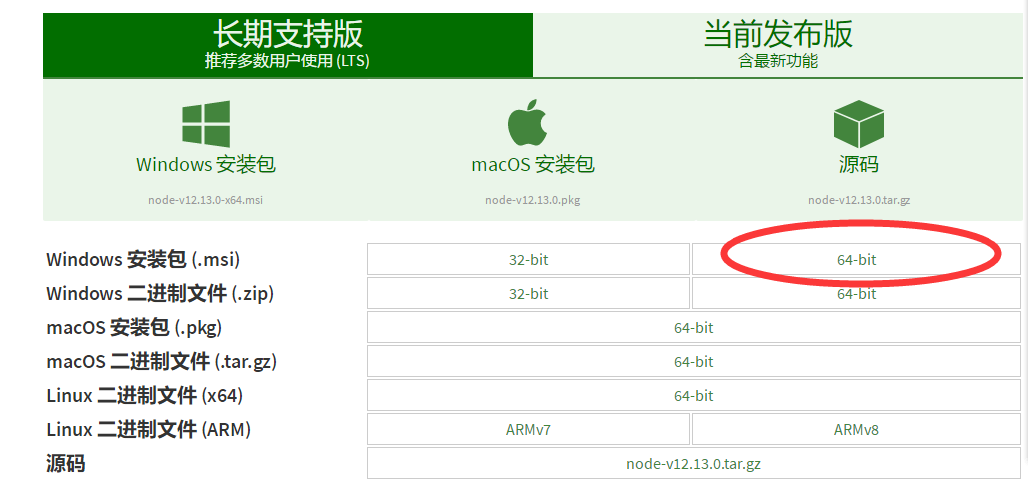 长期支持版
推荐多数用户使用 (LTS)
当前发布版
含最新功能
Windows 安装包
node-v12.13.0-x64.msi
macOS 安装包
node-v12.13.0.pkg
源码
node-v12.13.0.tar.gz
Windows 安装包 (.msi) 32-bit 64-bit
Windows 二进制文件 (.zip) 32-bit 64-bit
macOS 安装包 (.pkg) 64-bit
macOS 二进制文件 (.tar.gz) 64-bit
Linux 二进制文件 (x64) 64-bit
Linux 二进制文件 (ARM) ARMv7 ARMv8
源码 node-v12.13.0.tar.gz